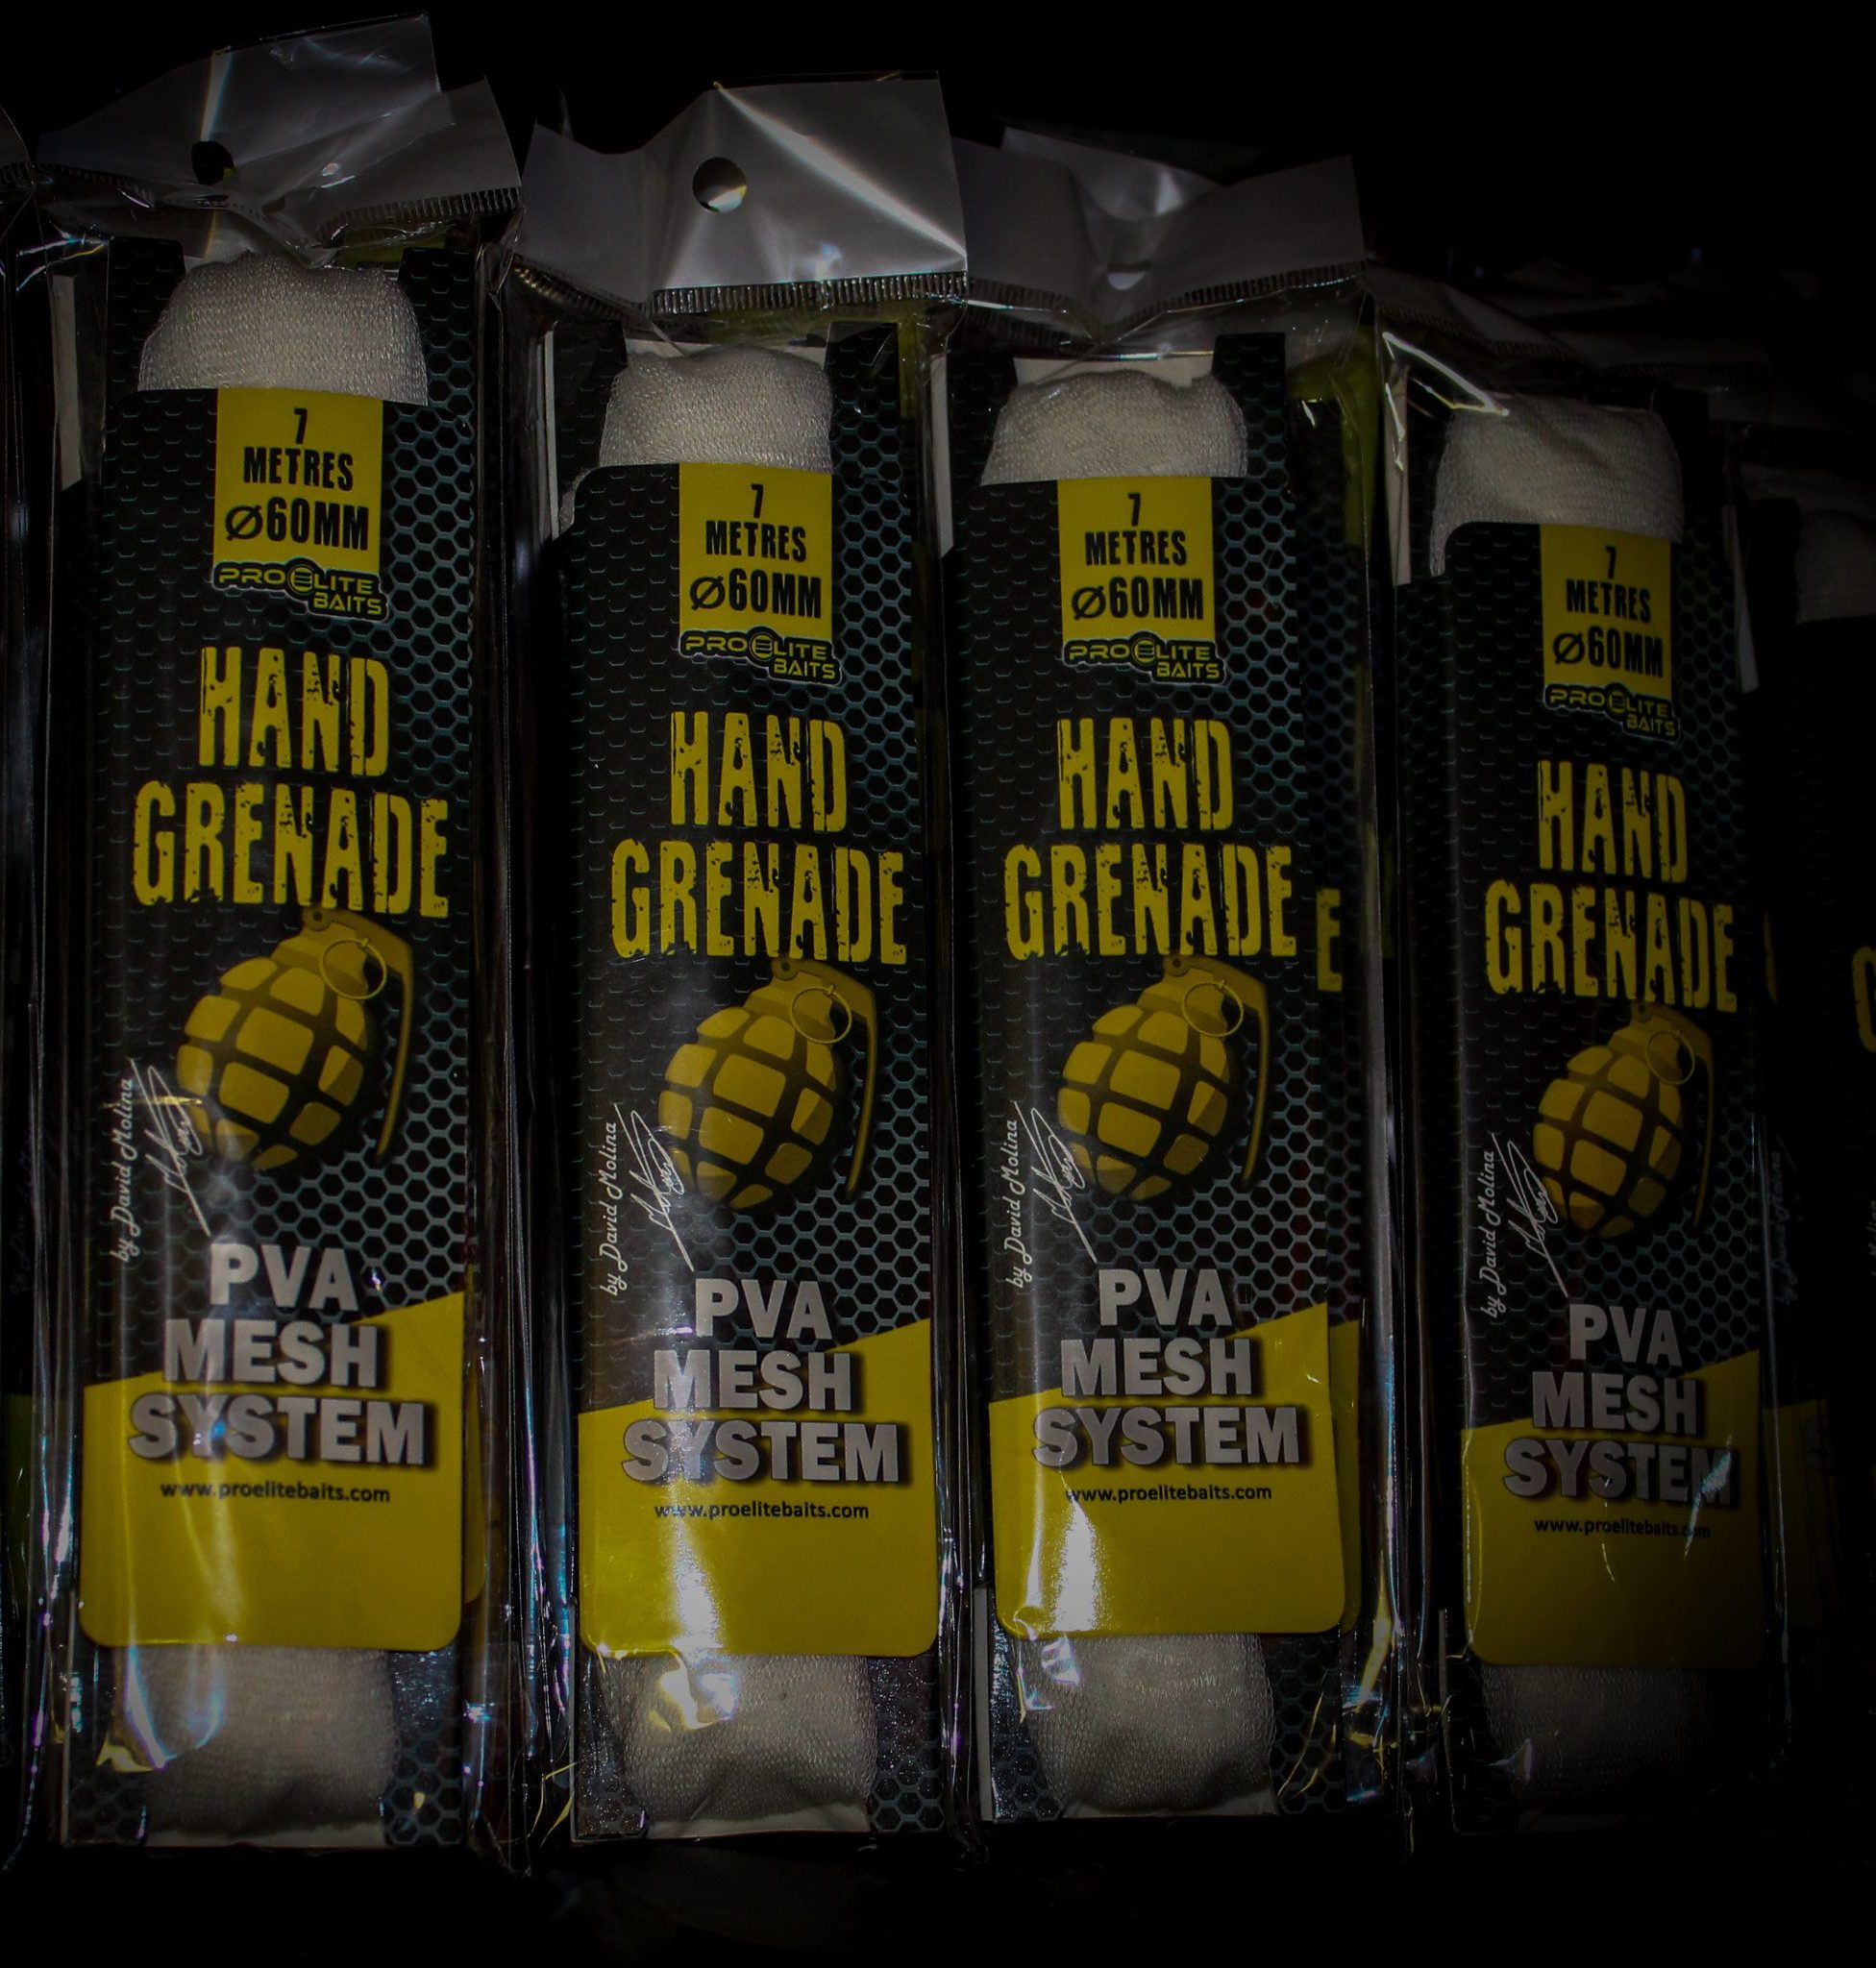 7
METRES
Ø60MM
PROELITE
BAITS
HAND
GRENADE
by David Molina
PVA
MESH
SYSTEM
www.proelitebaits.com
7
METRES
Ø60MM
PROELITE
BAITS
HAND
GRENADE
by David Molina
PVA
MESH
SYSTEM
www.proelitebaits.com
7
METRES
Ø60MM
PROELITE
BAITS
HAND
GRENADE
by David Molina
PVA
MESH
SYSTEM
www.proelitebaits.com
E
7
METRES
Ø60MM
PROELITE
BAITS
HAND
GRENADE
by David Molina
PVA
MESH
SYSTEM
www.proelitebaits.com
G